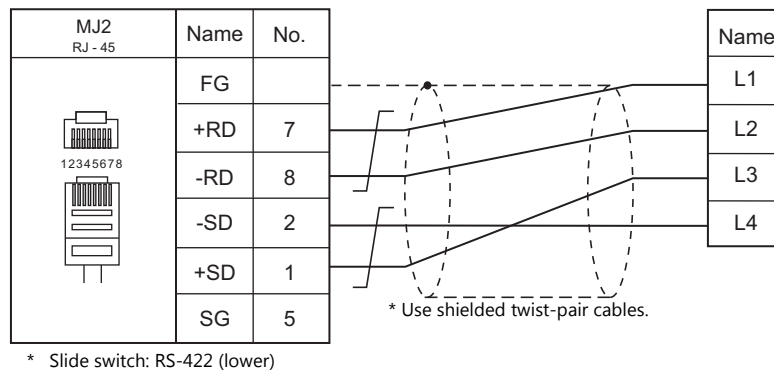 MJ2 Name No. Name
RJ - 45
FG L1
+RD 7 L2
12345678
-RD 8 L3
-SD 2 L4
+SD 1
SG 5
* Use shielded twist-pair cables.
* Slide switch: RS-422 (lower)